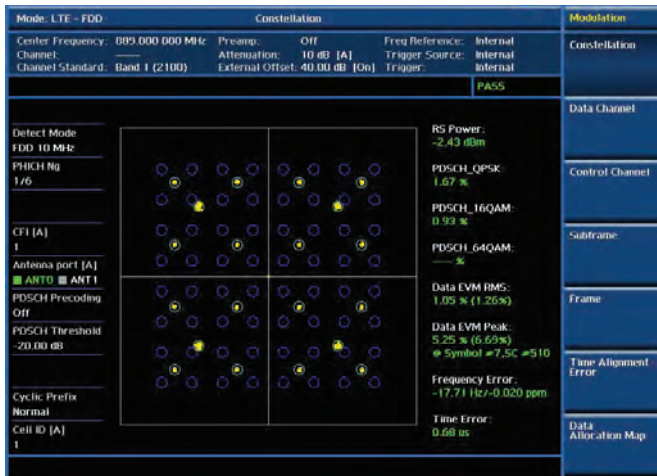 Mode: LTE - FDD
Constellation
Modulation
Center Frequency: 889.000 000 MHz
Preamp: Off
Freq Reference: Internal
Channel: -----
Attenuation: 10 dB [A]
Trigger Source: Internal
Channel Standard: Band 1 (2100)
External Offset: 40.00 dB [On]
Trigger: Internal
PASS
Detect Mode
FDD 10 MHz
PHICH Ng
1/6
CFI [A]
1
Antenna port [A]
ANT0 ANT1
PDSCH Precoding
Off
PDSCH Threshold
-20.00 dB
Cyclic Prefix
Normal
Cell ID [A]
1
RS Power:
-2.43 dBm
PDSCH_QPSK:
1.67 %
PDSCH_16QAM:
0.93 %
PDSCH_64QAM:
---- %
Data EVM RMS:
1.05 % (1.26%)
Data EVM Peak:
5.25 % (6.69%)
@ Symbol #7,SC #510
Frequency Error:
-17.71 Hz/-0.020 ppm
Time Error:
0.68 us
Constellation
Data Channel
Control Channel
Subframe
Frame
Time Alignment
Error
Data
Allocation Map